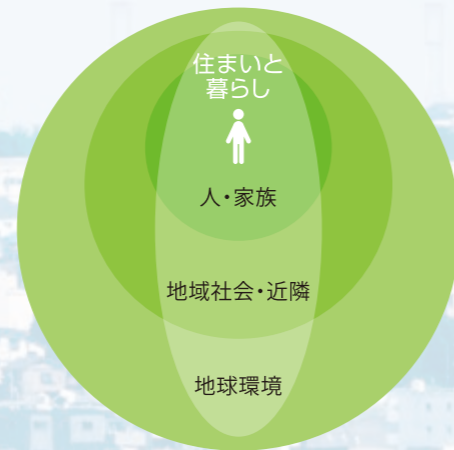 住まいと
暮らし
人・家族
地域社会・近隣
地球環境